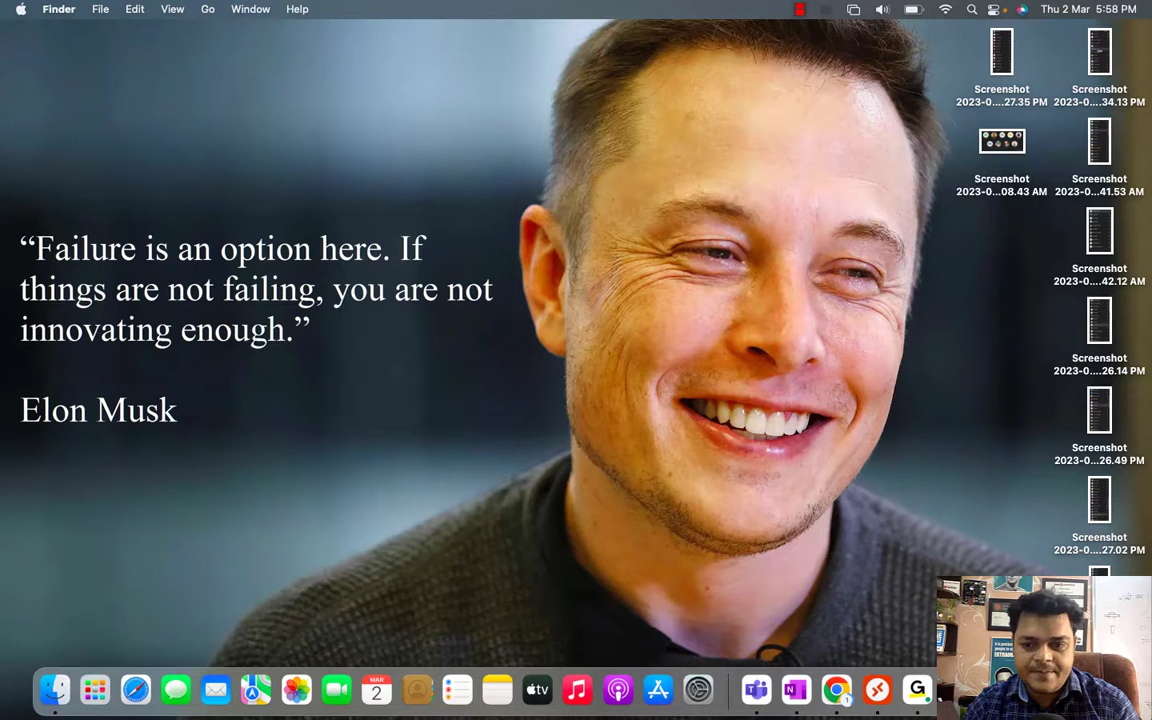 Finder File Edit View Go Window Help Thu 2 Mar 5:58 PM
“Failure is an option here. If
things are not failing, you are not
innovating enough.”
Elon Musk
Screenshot
2023-0....27.35 PM
Screenshot
2023-0....34.13 PM
Screenshot
2023-0...08.43 AM
Screenshot
2023-0...41.53 AM
Screenshot
2023-0....42.12 AM
Screenshot
2023-0....26.14 PM
Screenshot
2023-0...26.49 PM
Screenshot
2023-0....27.02 PM
MAR
2
tv